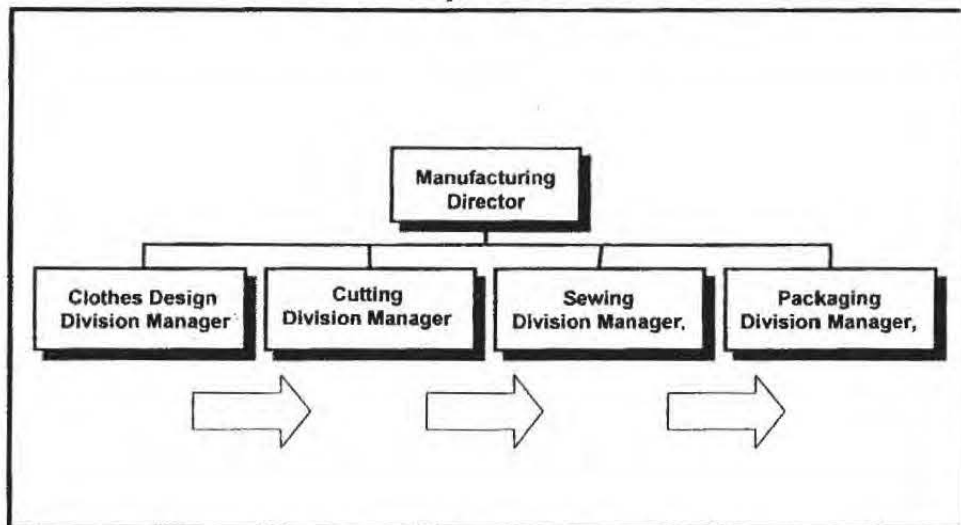 Manufacturing
Director
Clothes Design
Division Manager
Cutting
Division Manager
Sewing
Division Manager,
Packaging
Division Manager,